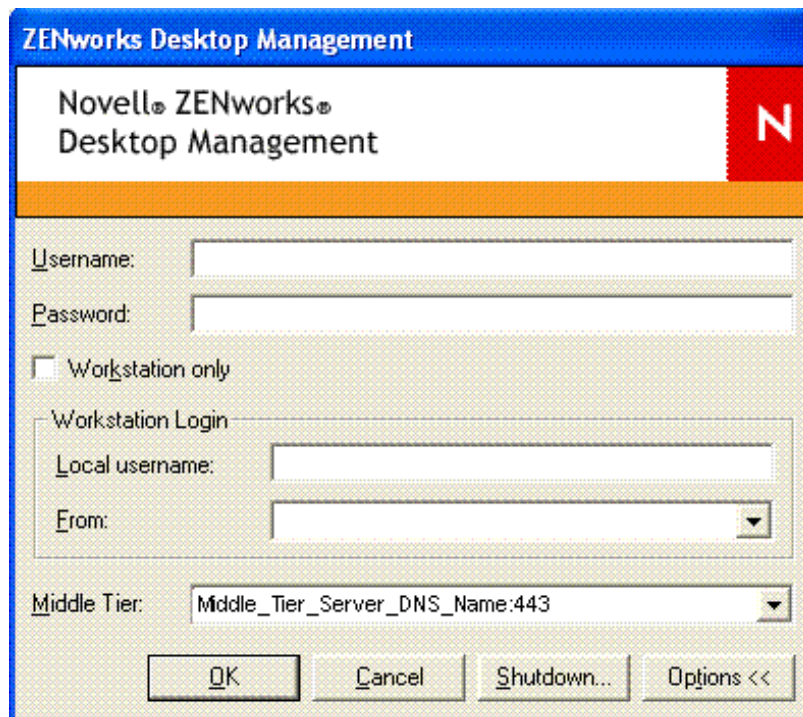 ZENworks Desktop Management
Novell® ZENworks®
Desktop Management
N
Username:
Password:
Workstation only
Workstation Login
Local username:
From:
Middle Tier: Middle_Tier_Server_DNS_Name:443
OK Cancel Shutdown... Options <<